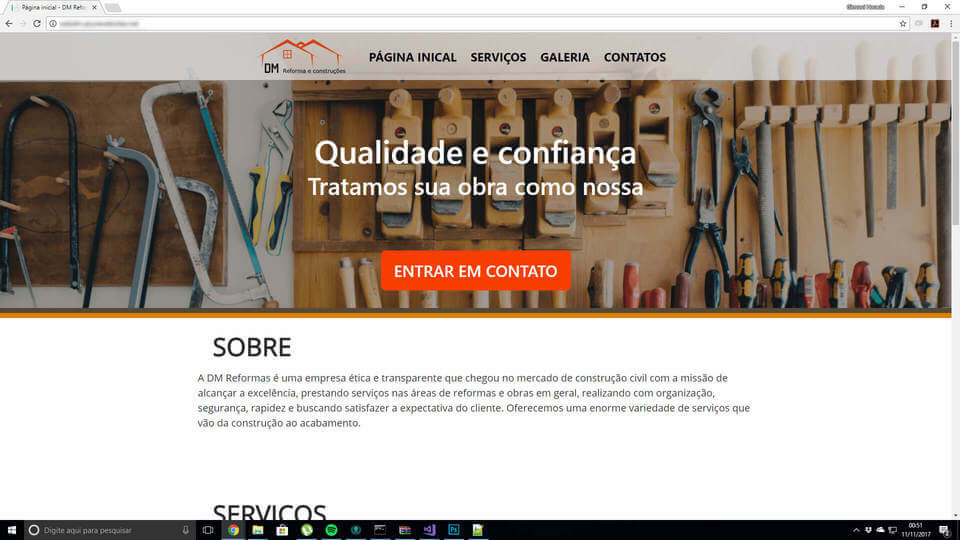 Página inicial - DM Refo
DM Reforma e construções
PÁGINA INICAL SERVIÇOS GALERIA CONTATOS
Qualidade e confiança
Tratamos sua obra como nossa
ENTRAR EM CONTATO
SOBRE
A DM Reformas é uma empresa ética e transparente que chegou no mercado de construção civil com a missão de
alcançar a excelência, prestando serviços nas áreas de reformas e obras em geral, realizando com organização,
segurança, rapidez e buscando satisfazer a expectativa do cliente. Oferecemos uma enorme variedade de serviços que
vão da construção ao acabamento.
SERVIÇOS
Digite aqui para pesquisar
00:51
11/11/2017